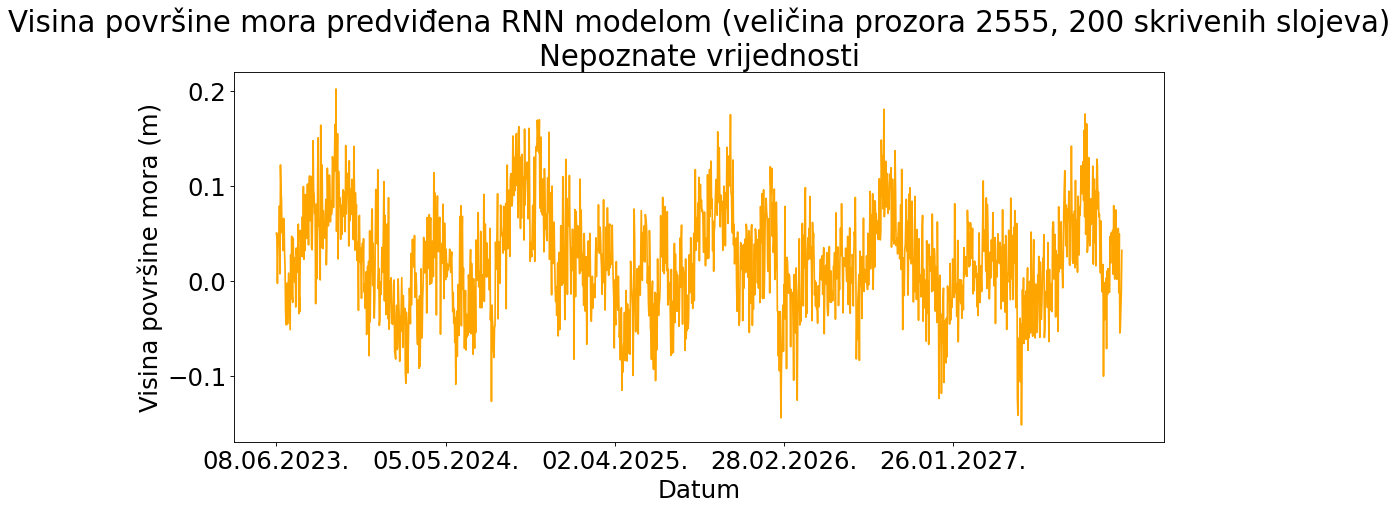 Visina površine mora predviđena RNN modelom (veličina prozora 2555, 200 skrivenih slojeva)
Nepoznate vrijednosti
Visina površine mora (m)
0.2
0.1
0.0
−0.1
08.06.2023. 05.05.2024. 02.04.2025. 28.02.2026. 26.01.2027.
Datum